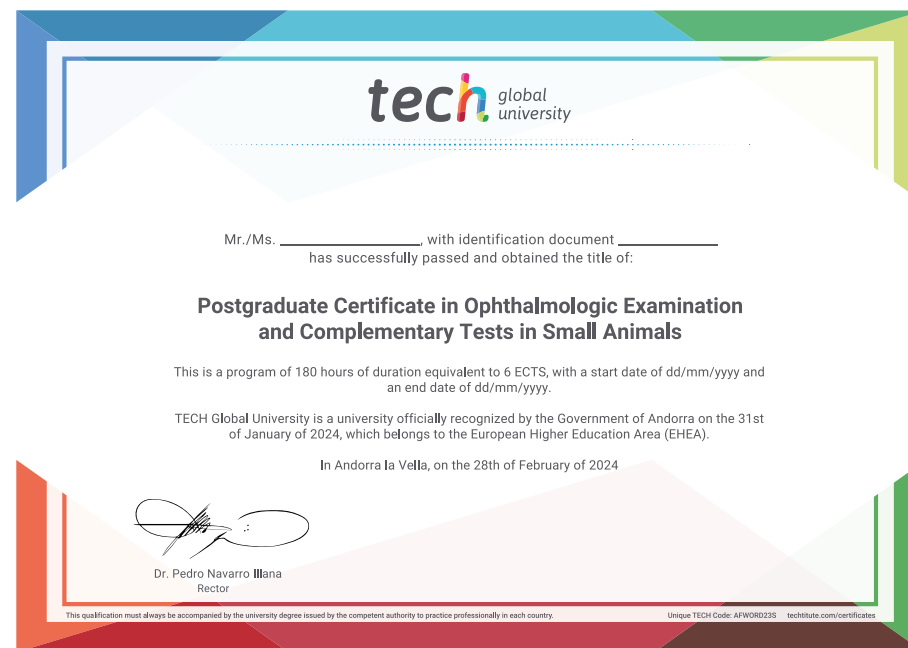 tech global university
Mr./Ms. ____________________, with identification document ______________
has successfully passed and obtained the title of:
Postgraduate Certificate in Ophthalmologic Examination
and Complementary Tests in Small Animals
This is a program of 180 hours of duration equivalent to 6 ECTS, with a start date of dd/mm/yyyy and
an end date of dd/mm/yyyy.
TECH Global University is a university officially recognized by the Government of Andorra on the 31st
of January of 2024, which belongs to the European Higher Education Area (EHEA).
In Andorra la Vella, on the 28th of February of 2024
Dr. Pedro Navarro Illana
Rector
This qualification must always be accompanied by the university degree issued by the competent authority to practice professionally in each country.
Unique TECH Code: AFWORD23S techtitute.com/certificates